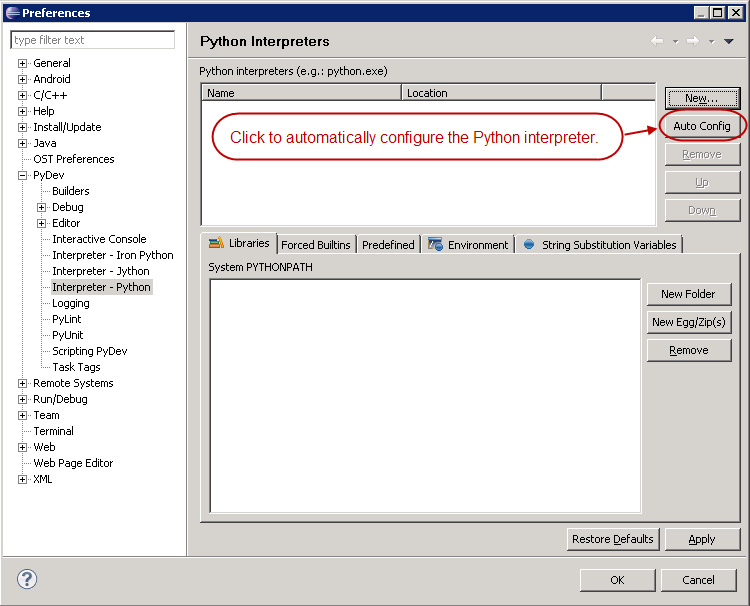 Preferences
type filter text
General
Android
C/C++
Help
Install/Update
Java
OST Preferences
PyDev
Builders
Debug
Editor
Interactive Console
Interpreter - Iron Python
Interpreter - Jython
Interpreter - Python
Logging
PyLint
PyUnit
Scripting PyDev
Task Tags
Remote Systems
Run/Debug
Team
Terminal
Web
Web Page Editor
XML
Python Interpreters
Python interpreters (e.g.: python.exe)
Name Location
Click to automatically configure the Python interpreter.
New...
Auto Config
Remove
Up
Down
Libraries Forced Builtins Predefined Environment String Substitution Variables
System PYTHONPATH
New Folder
New Egg/Zip(s)
Remove
Restore Defaults Apply
? OK Cancel